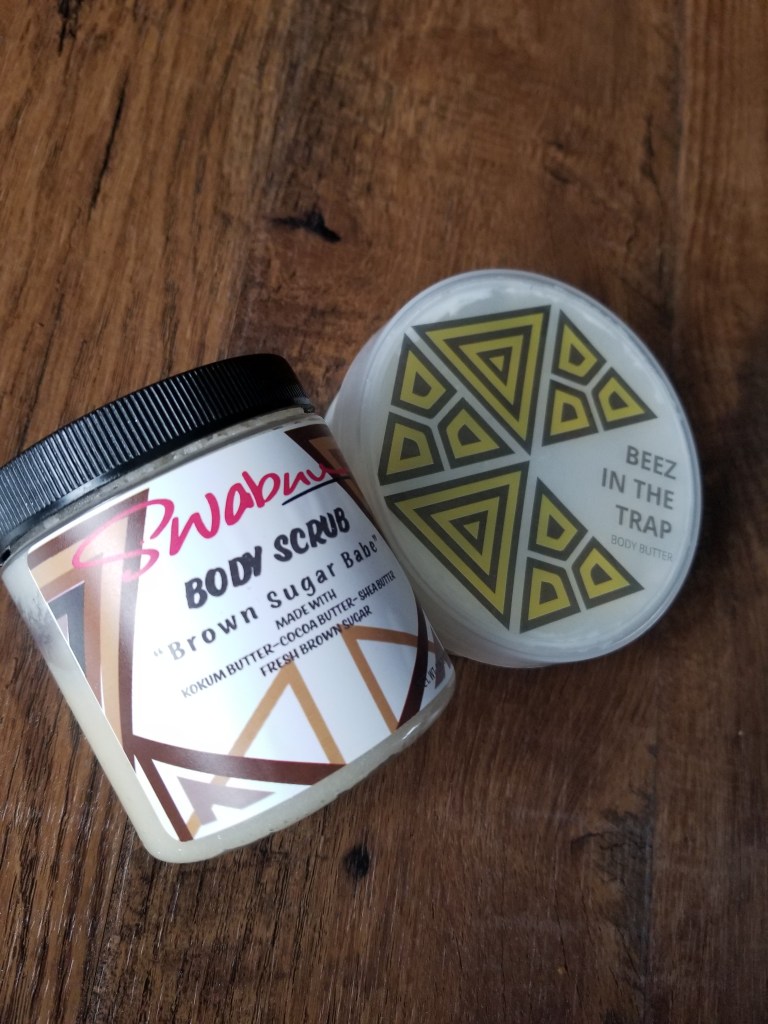 BODY SCRUB
"Brown Sugar Babe"
MADE WITH
KOKUM BUTTER-COCOA BUTTER-SHEA BUTTER
FRESH BROWN SUGAR
BEEZ
IN THE
TRAP
BODY BUTTER